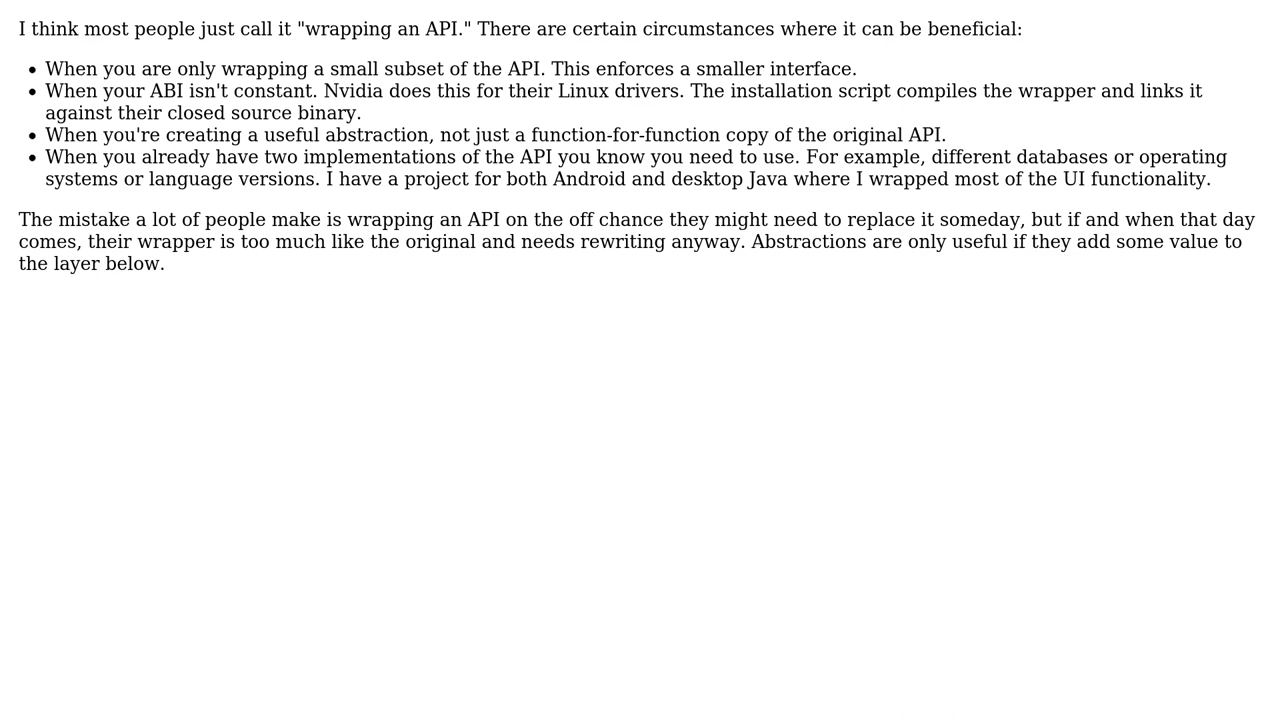 I think most people just call it "wrapping an API." There are certain circumstances where it can be beneficial:
• When you are only wrapping a small subset of the API. This enforces a smaller interface.
• When your ABI isn't constant. Nvidia does this for their Linux drivers. The installation script compiles the wrapper and links it
against their closed source binary.
• When you're creating a useful abstraction, not just a function-for-function copy of the original API.
• When you already have two implementations of the API you know you need to use. For example, different databases or operating
systems or language versions. I have a project for both Android and desktop Java where I wrapped most of the UI functionality.
The mistake a lot of people make is wrapping an API on the off chance they might need to replace it someday, but if and when that day
comes, their wrapper is too much like the original and needs rewriting anyway. Abstractions are only useful if they add some value to
the layer below.